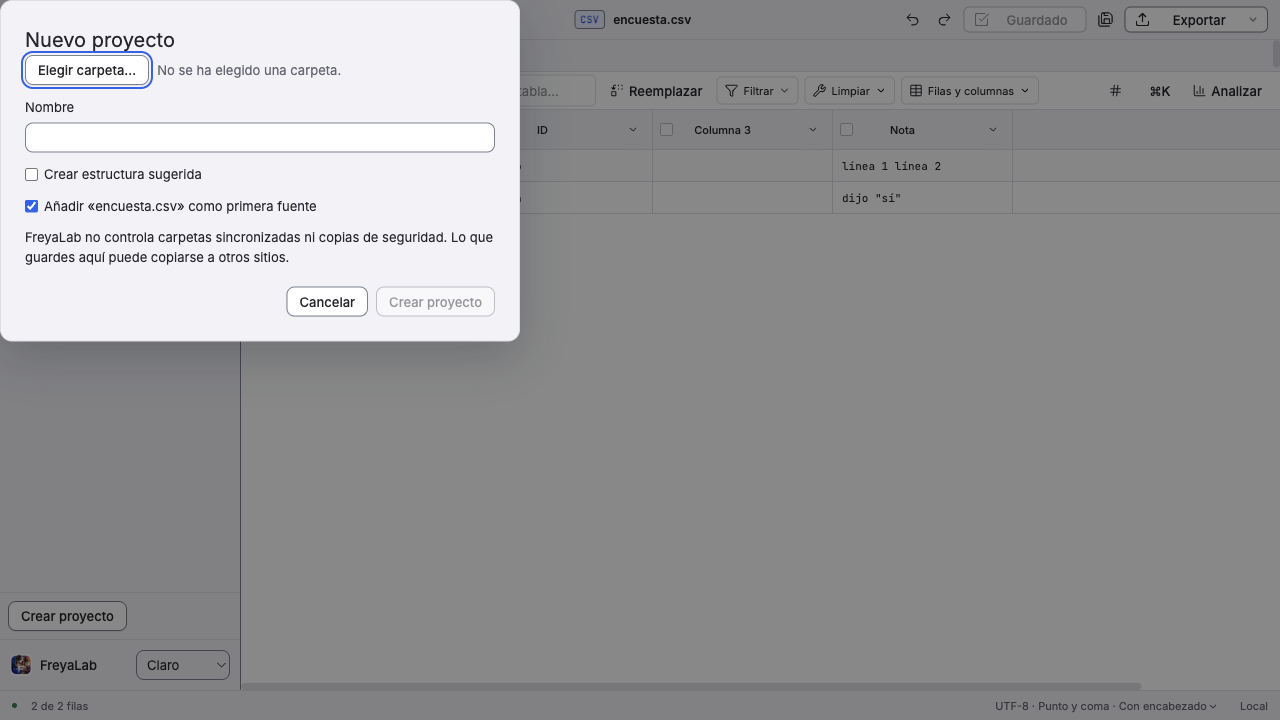 Nuevo proyecto
Elegir carpeta... No se ha elegido una carpeta.
Nombre
Crear estructura sugerida
Añadir «encuesta.csv» como primera fuente
FreyaLab no controla carpetas sincronizadas ni copias de seguridad. Lo que
guardes aquí puede copiarse a otros sitios.
Cancelar Crear proyecto
CSV encuesta.csv Guardado Exportar
tabla... Reemplazar Filtrar Limpiar Filas y columnas # ⌘K Analizar
ID Columna 3 Nota
línea 1 línea 2
dijo "sí"
Crear proyecto
FreyaLab Claro
2 de 2 filas UTF-8 · Punto y coma · Con encabezado Local